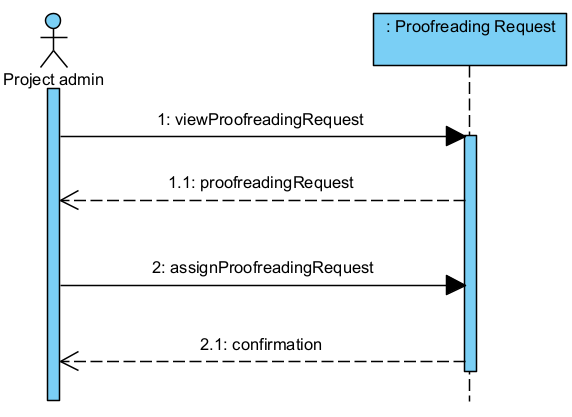 : Proofreading Request
Project admin
1: viewProofreadingRequest
1.1: proofreadingRequest
2: assignProofreadingRequest
2.1: confirmation